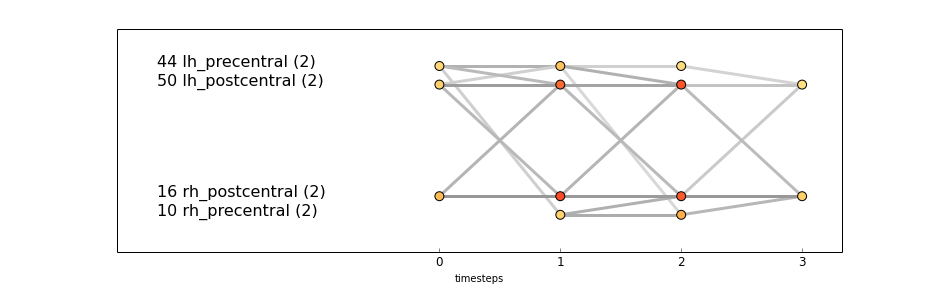 44 lh_precentral (2)
50 lh_postcentral (2)
16 rh_postcentral (2)
10 rh_precentral (2)
0 1 2 3
timesteps